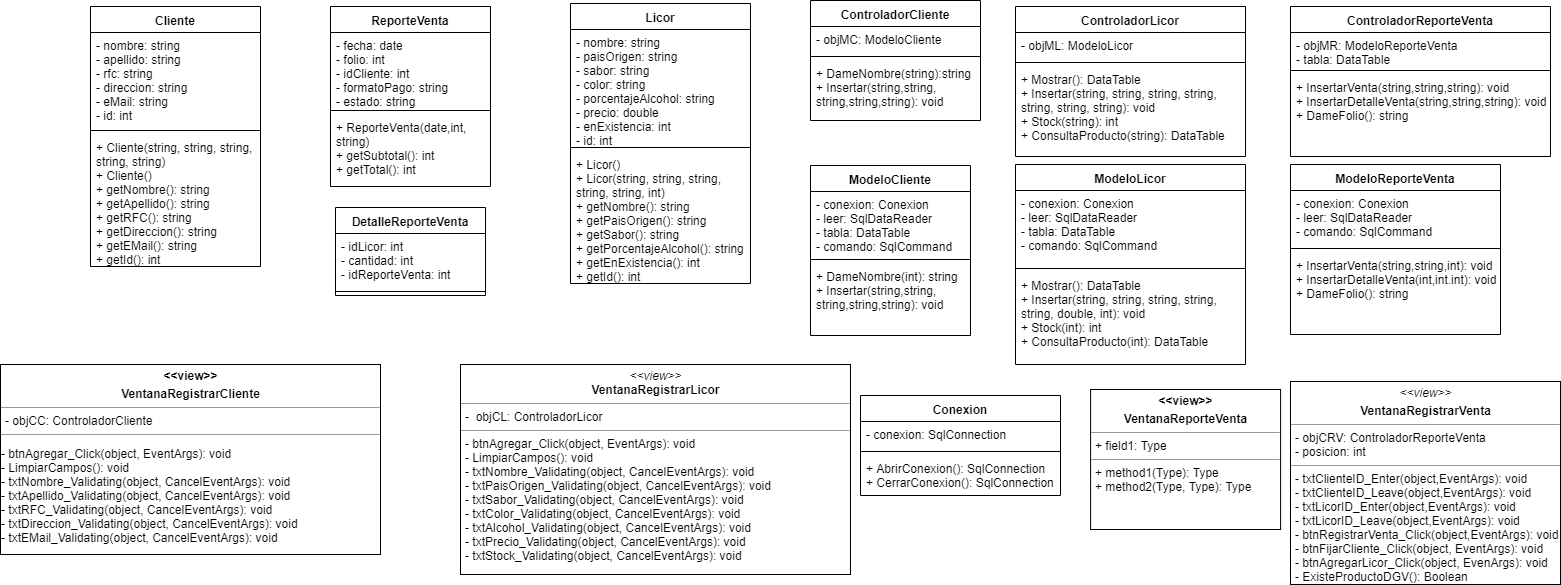 Cliente
- nombre: string
- apellido: string
- rfc: string
- direccion: string
- eMail: string
- id: int
+ Cliente(string, string, string,
string, string)
+ Cliente()
+ getNombre(): string
+ getApellido(): string
+ getRFC(): string
+ getDireccion(): string
+ getEMail(): string
+ getId(): int
ReporteVenta
- fecha: date
- folio: int
- idCliente: int
- formatoPago: string
- estado: string
+ ReporteVenta(date,int,
string)
+ getSubtotal(): int
+ getTotal(): int
DetalleReporteVenta
- idLicor: int
- cantidad: int
- idReporteVenta: int
Licor
- nombre: string
- paisOrigen: string
- sabor: string
- color: string
- porcentajeAlcohol: string
- precio: double
- enExistencia: int
- id: int
+ Licor()
+ Licor(string, string, string,
string, string, int)
+ getNombre(): string
+ getPaisOrigen(): string
+ getSabor(): string
+ getPorcentajeAlcohol(): string
+ getEnExistencia(): int
+ getId(): int
ControladorCliente
- objMC: ModeloCliente
+ DameNombre(string):string
+ Insertar(string,string,
string,string,string): void
ControladorLicor
- objML: ModeloLicor
+ Mostrar(): DataTable
+ Insertar(string, string, string, string,
string, string, string): void
+ Stock(string): int
+ ConsultaProducto(string): DataTable
ControladorReporteVenta
- objMR: ModeloReporteVenta
- tabla: DataTable
+ InsertarVenta(string,string,string): void
+ InsertarDetalleVenta(string,string,string): void
+ DameFolio(): string
ModeloCliente
- conexion: Conexion
- leer: SqlDataReader
- tabla: DataTable
- comando: SqlCommand
+ DameNombre(int): string
+ Insertar(string,string,
string,string,string): void
ModeloLicor
- conexion: Conexion
- leer: SqlDataReader
- tabla: DataTable
- comando: SqlCommand
+ Mostrar(): DataTable
+ Insertar(string, string, string, string,
string, double, int): void
+ Stock(int): int
+ ConsultaProducto(int): DataTable
ModeloReporteVenta
- conexion: Conexion
- leer: SqlDataReader
- comando: SqlCommand
+ InsertarVenta(string,string,int): void
+ InsertarDetalleVenta(int,int.int): void
+ DameFolio(): string
<<view>>
VentanaRegistrarCliente
- objCC: ControladorCliente
- btnAgregar_Click(object, EventArgs): void
- LimpiarCampos(): void
- txtNombre_Validating(object, CancelEventArgs): void
- txtApellido_Validating(object, CancelEventArgs): void
- txtRFC_Validating(object, CancelEventArgs): void
- txtDireccion_Validating(object, CancelEventArgs): void
- txtEMail_Validating(object, CancelEventArgs): void
<<view>>
VentanaRegistrarLicor
- objCL: ControladorLicor
- btnAgregar_Click(object, EventArgs): void
- LimpiarCampos(): void
- txtNombre_Validating(object, CancelEventArgs): void
- txtPaisOrigen_Validating(object, CancelEventArgs): void
- txtSabor_Validating(object, CancelEventArgs): void
- txtColor_Validating(object, CancelEventArgs): void
- txtAlcohol_Validating(object, CancelEventArgs): void
- txtPrecio_Validating(object, CancelEventArgs): void
- txtStock_Validating(object, CancelEventArgs): void
Conexion
- conexion: SqlConnection
+ AbrirConexion(): SqlConnection
+ CerrarConexion(): SqlConnection
<<view>>
VentanaReporteVenta
+ field1: Type
+ method1(Type): Type
+ method2(Type, Type): Type
<<view>>
VentanaRegistrarVenta
- objCRV: ControladorReporteVenta
- posicion: int
- txtClienteID_Enter(object,EventArgs): void
- txtClienteID_Leave(object,EventArgs): void
- txtLicorID_Enter(object,EventArgs): void
- txtLicorID_Leave(object,EventArgs): void
- btnRegistrarVenta_Click(object,EventArgs): void
- btnFijarCliente_Click(object, EventArgs): void
- btnAgregarLicor_Click(object, EventArgs): void
- ExisteProductoDGV(): Boolean